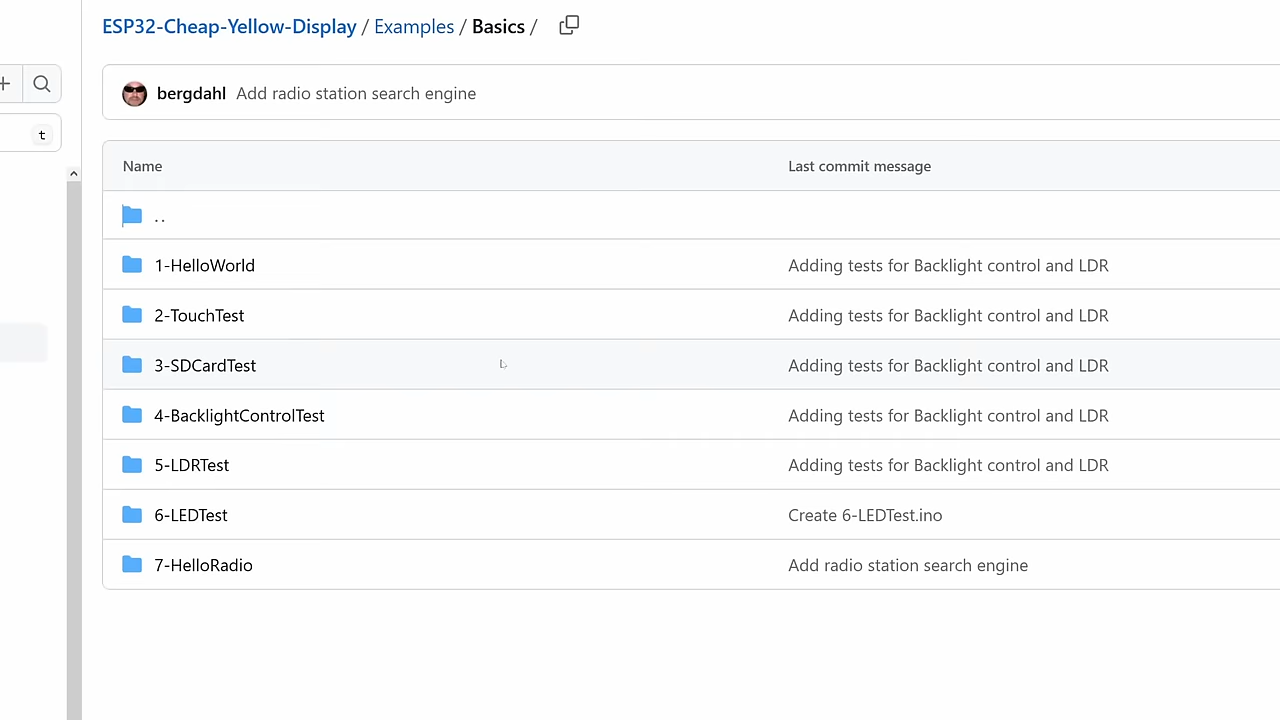 ESP32-Cheap-Yellow-Display / Examples / Basics /
bergdahl Add radio station search engine
t
Name Last commit message
..
1-HelloWorld Adding tests for Backlight control and LDR
2-TouchTest Adding tests for Backlight control and LDR
3-SDCardTest Adding tests for Backlight control and LDR
4-BacklightControlTest Adding tests for Backlight control and LDR
5-LDRTest Adding tests for Backlight control and LDR
6-LEDTest Create 6-LEDTest.ino
7-HelloRadio Add radio station search engine